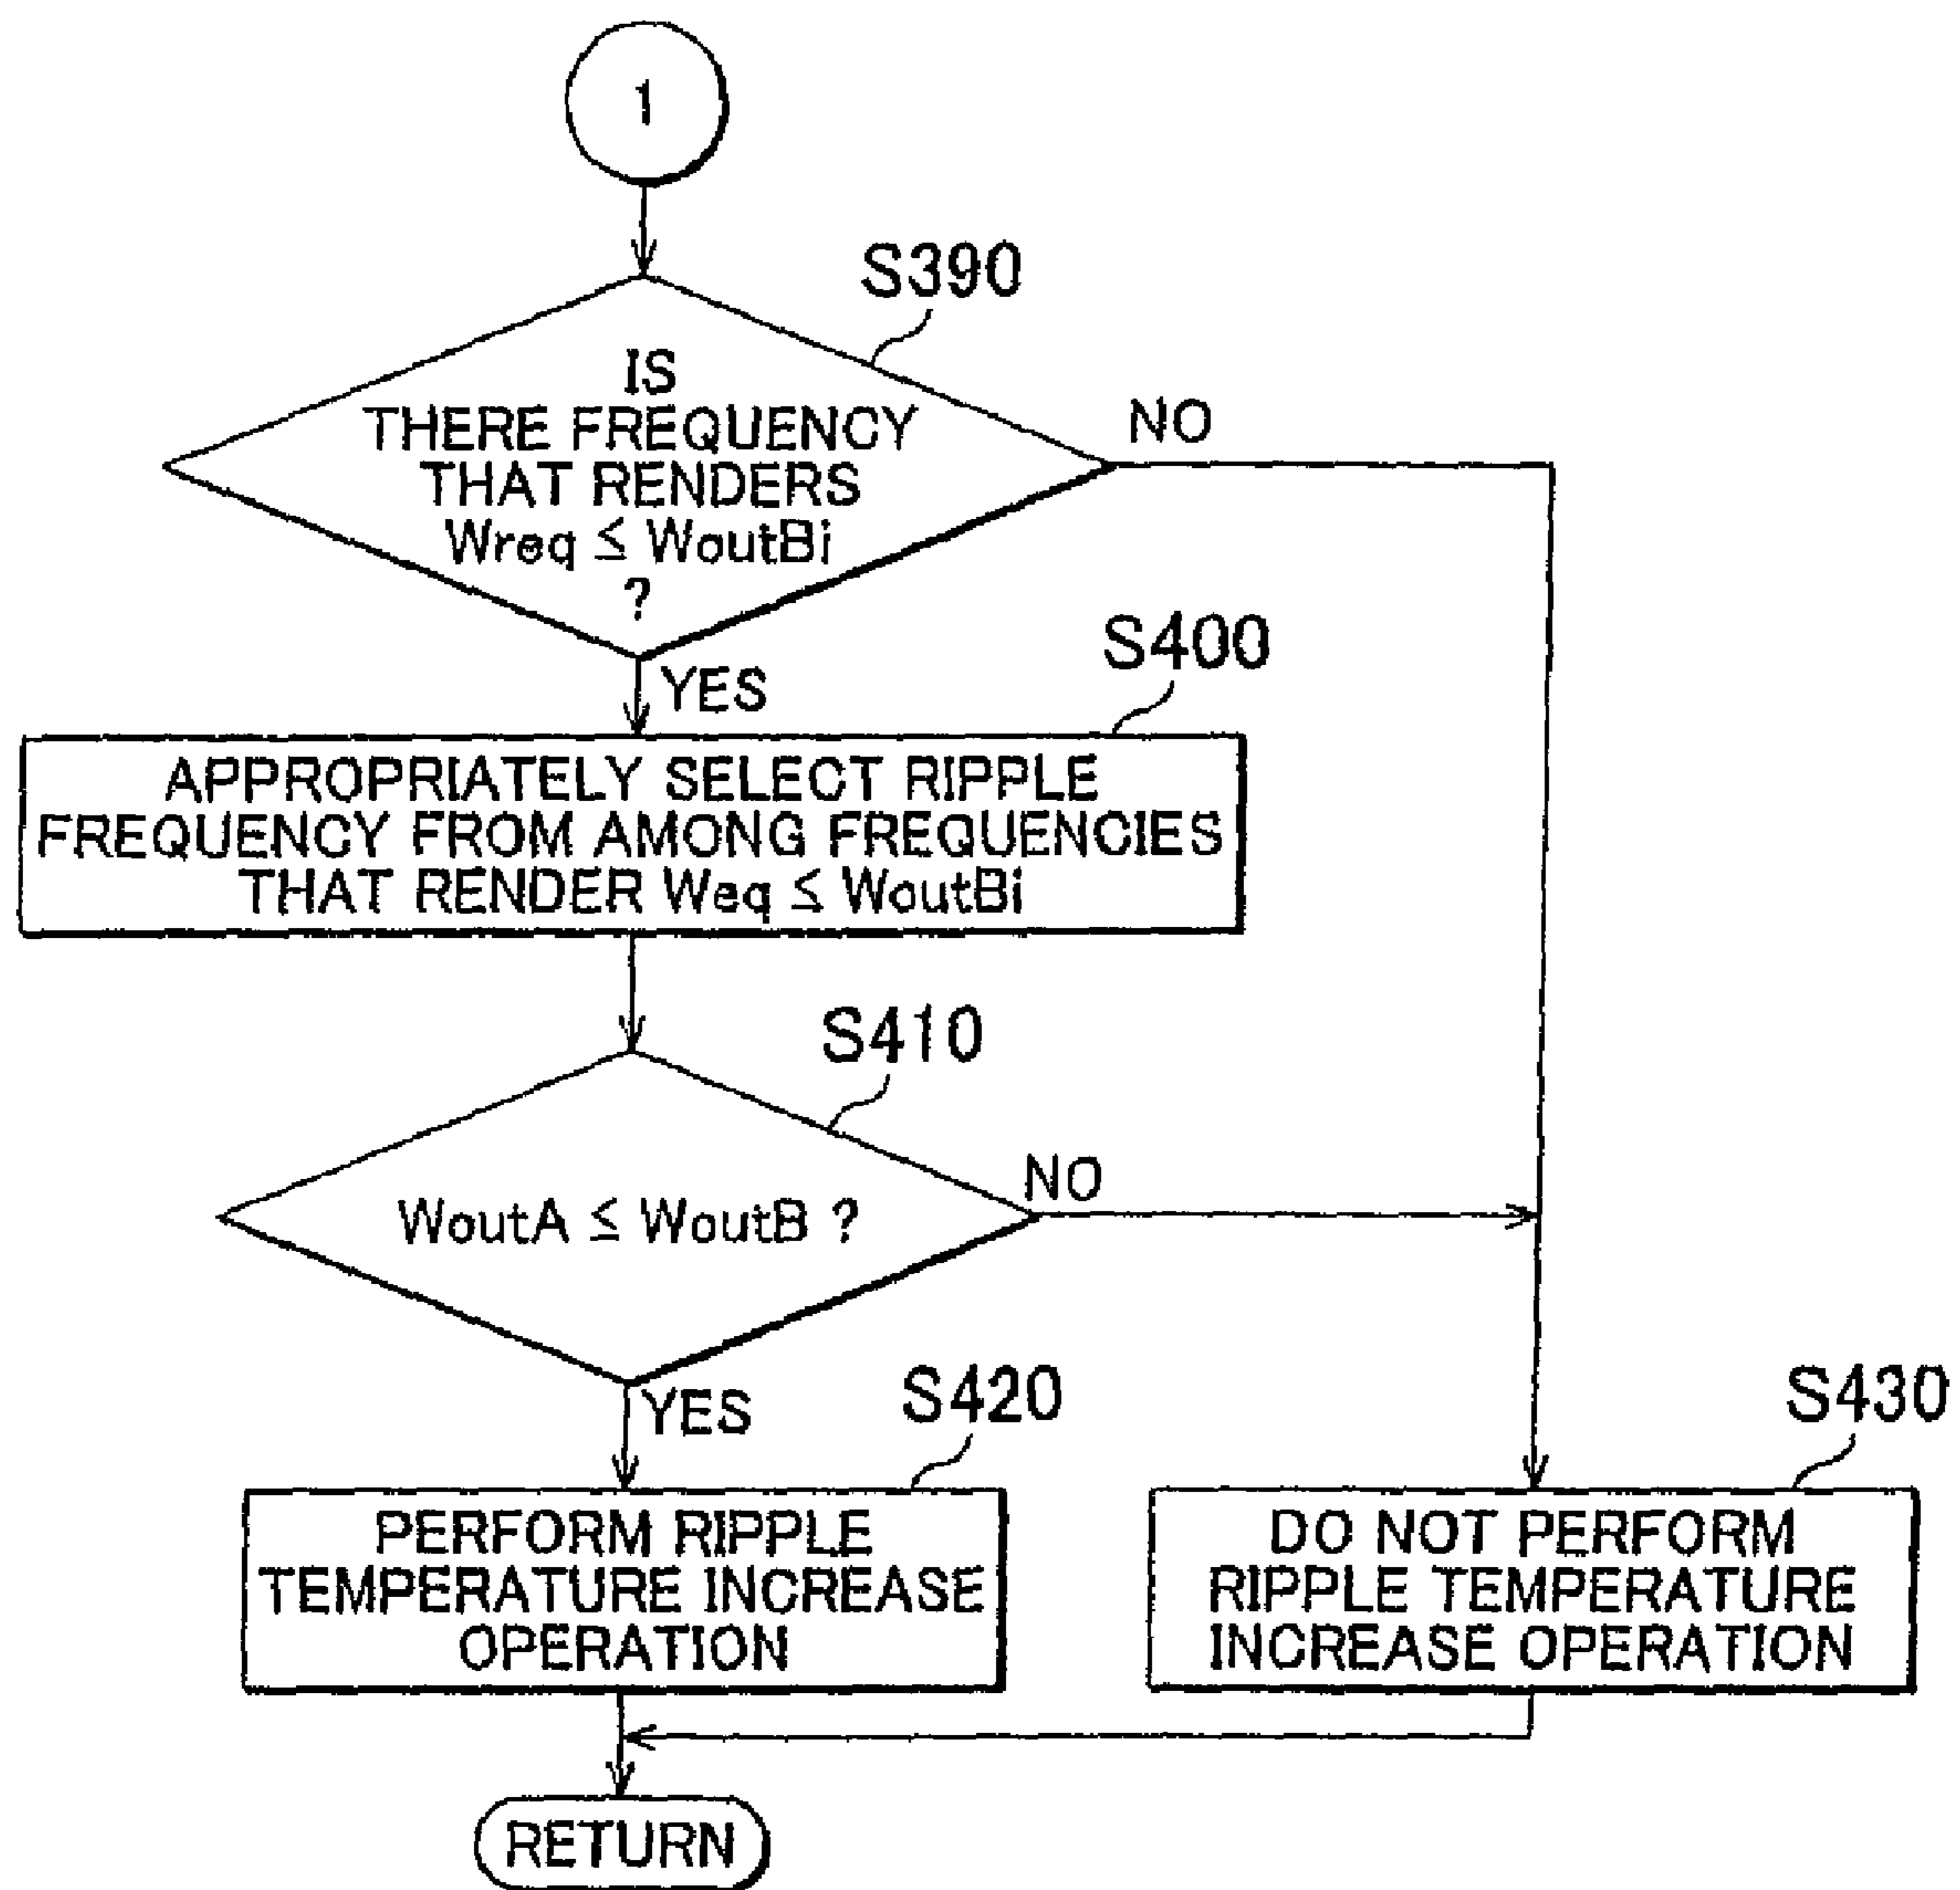 1
S390
IS
THERE FREQUENCY
THAT RENDERS
Wreq ≤ WoutBi
?
NO
YES
S400
APPROPRIATELY SELECT RIPPLE
FREQUENCY FROM AMONG FREQUENCIES
THAT RENDER Weq ≤ WoutBi
S410
WoutA ≤ WoutB ?
NO
YES
S420
S430
PERFORM RIPPLE
TEMPERATURE INCREASE
OPERATION
DO NOT PERFORM
RIPPLE TEMPERATURE
INCREASE OPERATION
RETURN